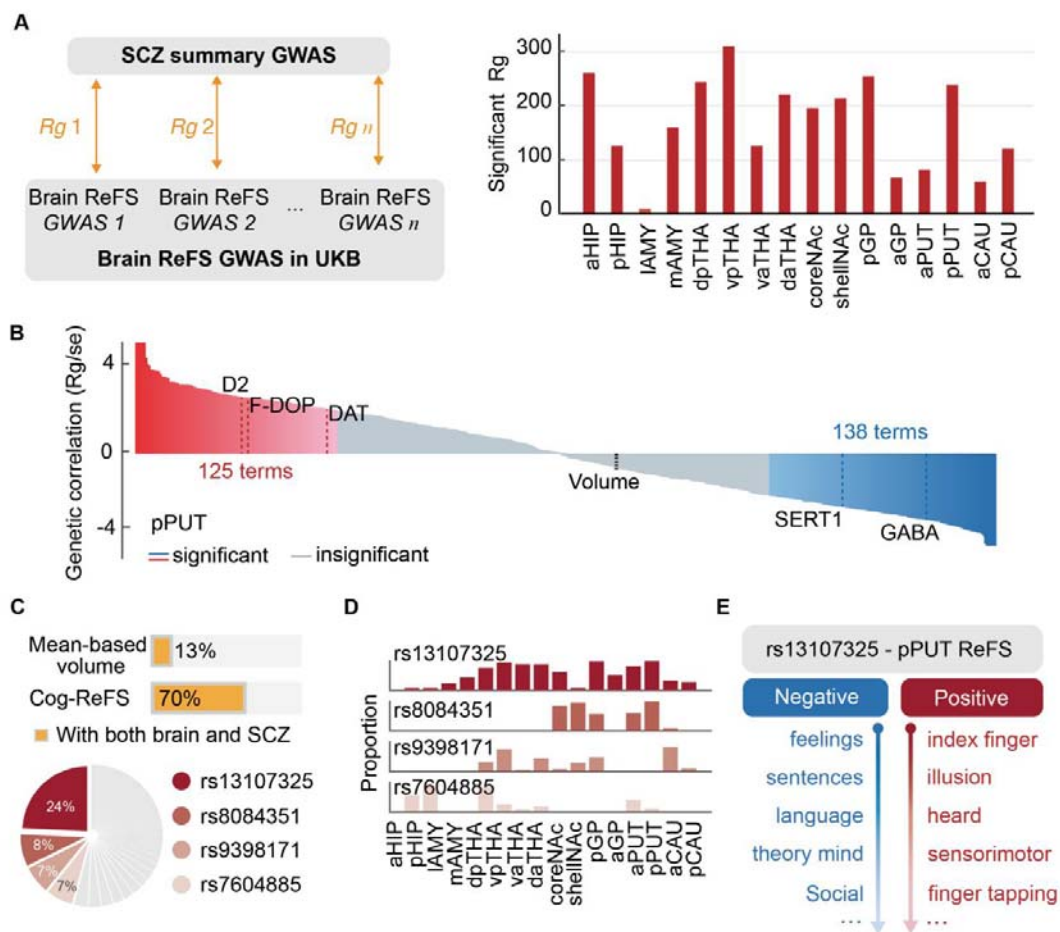 A
SCZ summary GWAS
Rg 1
Rg 2
Rg n
Brain ReFS
GWAS 1
Brain ReFS
GWAS 2
...
Brain ReFS
GWAS n
Brain ReFS GWAS in UKB
Significant Rg
300
200
100
0
aHIP
pHIP
lAMY
mAMY
dpTHA
vpTHA
vaTHA
daTHA
coreNAc
shellNAc
pGP
aGP
aPUT
pPUT
aCAU
pCAU
B
Genetic correlation (Rg/se)
4
0
-4
D2
F-DOP
DAT
125 terms
Volume
138 terms
SERT1
GABA
pPUT
significant
insignificant
C
Mean-based
volume
13%
Cog-ReFS
70%
With both brain and SCZ
24%
8%
7%
7%
rs13107325
rs8084351
rs9398171
rs7604885
D
Proportion
rs13107325
rs8084351
rs9398171
rs7604885
aHIP
pHIP
lAMY
mAMY
dpTHA
vpTHA
vaTHA
daTHA
coreNAc
shellNAc
pGP
aGP
aPUT
pPUT
aCAU
pCAU
E
rs13107325 - pPUT ReFS
Negative
Positive
feelings
index finger
sentences
illusion
language
heard
theory mind
sensorimotor
Social
finger tapping
...
...